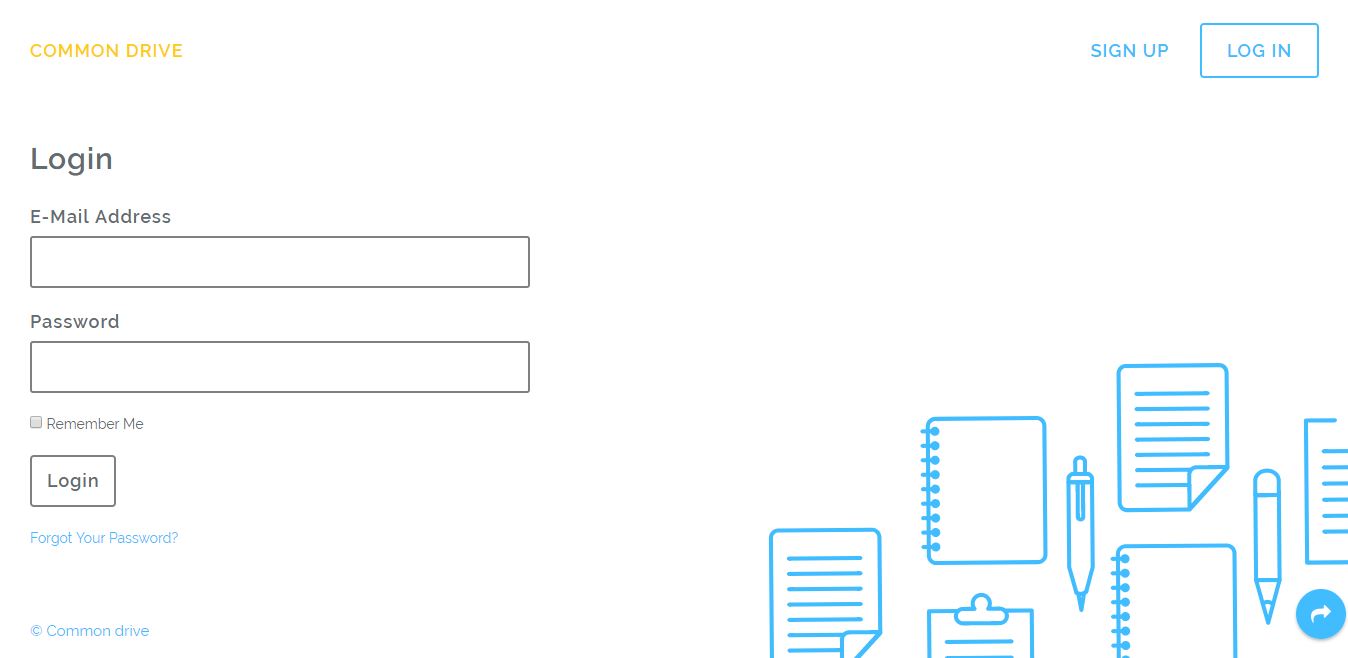 COMMON DRIVE
SIGN UP
LOG IN
Login
E-Mail Address
Password
Remember Me
Login
Forgot Your Password?
© Common drive